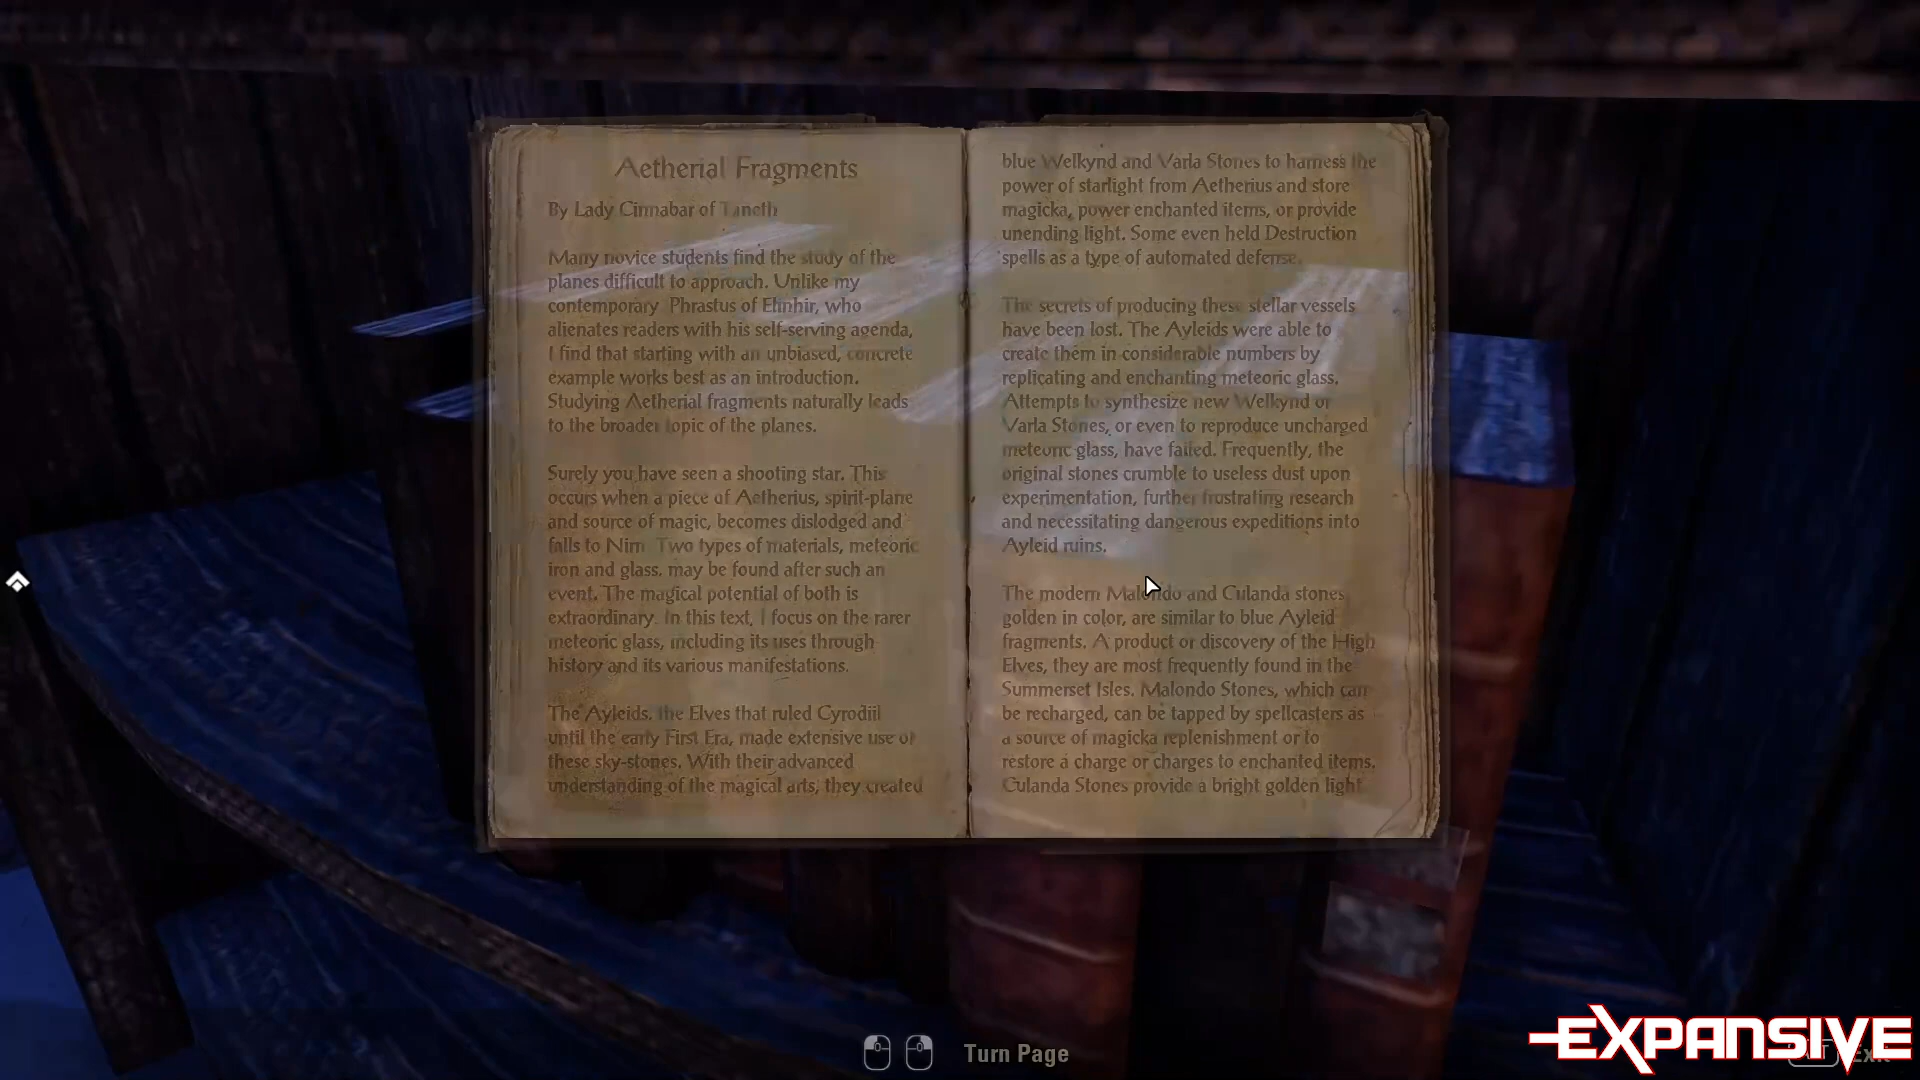 Aetherial Fragments
By Lady Cinnabar of Taneth
Many novice students find the study of the
planes difficult to approach. Unlike my
contemporary Phrastus of Elinhir, who
alienates readers with his self-serving agenda,
I find that starting with an unbiased, concrete
example works best as an introduction.
Studying Aetherial fragments naturally leads
to the broader topic of the planes.
Surely you have seen a shooting star. This
occurs when a piece of Aetherius, spirit-plane
and source of magic, becomes dislodged and
falls to Nirn. Two types of materials, meteoric
iron and glass, may be found after such an
event. The magical potential of both is
extraordinary. In this text, I focus on the rarer
meteoric glass, including its uses through
history and its various manifestations.
The Ayleids, the Elves that ruled Cyrodiil
until the early First Era, made extensive use of
these sky-stones. With their advanced
understanding of the magical arts, they created
blue Welkynd and Varla Stones to harness the
power of starlight from Aetherius and store
magicka, power enchanted items, or provide
unending light. Some even held Destruction
spells as a type of automated defense.
The secrets of producing these stellar vessels
have been lost. The Ayleids were able to
create them in considerable numbers by
replicating and enchanting meteoric glass.
Attempts to synthesize new Welkynd or
Varla Stones, or even to reproduce uncharged
meteoric glass, have failed. Frequently, the
original stones crumble to useless dust upon
experimentation, further frustrating research
and necessitating dangerous expeditions into
Ayleid ruins.
The modern Malondo and Culanda stones,
golden in color, are similar to blue Ayleid
fragments. A product or discovery of the High
Elves, they are most frequently found in the
Summerset Isles. Malondo Stones, which can
be recharged, can be tapped by spellcasters as
a source of magicka replenishment or to
restore a charge or charges to enchanted items.
Culanda Stones provide a bright golden light
Turn Page
EXPANSIVE